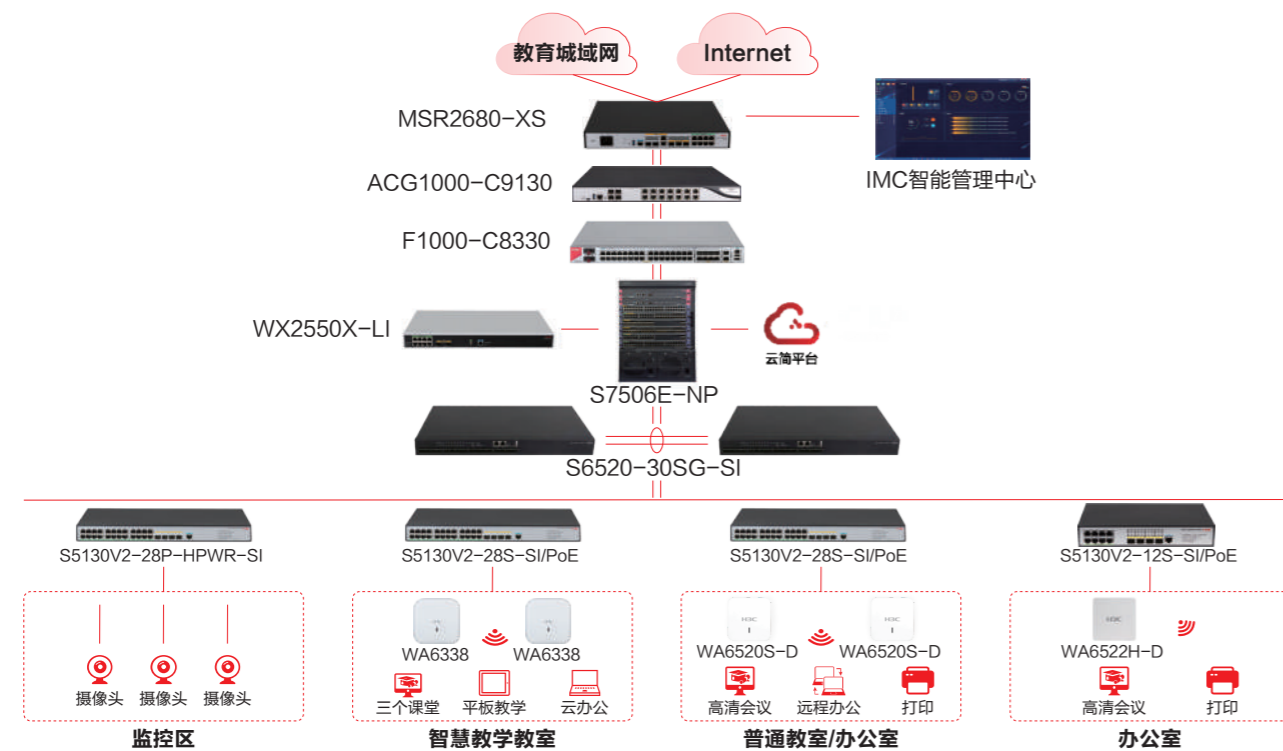 教育城域网
Internet
MSR2680-XS
IMC智能管理中心
ACG1000-C9130
F1000-C8330
WX2550X-LI
云简平台
S7506E-NP
S6520-30SG-SI
S5130V2-28P-HPWR-SI
S5130V2-28S-SI/PoE
S5130V2-28S-SI/PoE
S5130V2-12S-SI/PoE
H3C
H3C
H3C
WA6338
WA6338
WA6520S-D
WA6520S-D
WA6522H-D
摄像头
摄像头
摄像头
三个课堂
平板教学
云办公
高清会议
远程办公
打印
高清会议
打印
监控区
智慧教学教室
普通教室/办公室
办公室